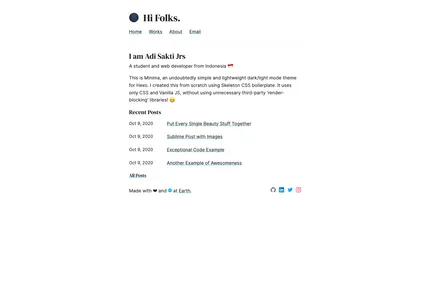 Hi Folks.
Home Works About Email
I am Adi Sakti Jrs
A student and web developer from Indonesia 🇮🇩
This is Minima, an undoubtedly simple and lightweight dark/light mode theme
for Hexo. I created this from scratch using Skeleton CSS boilerplate. It uses
only CSS and Vanilla JS, without using unnecessary third-party 'render-
blocking' libraries! 😊
Recent Posts
Oct 9, 2020 Put Every Single Beauty Stuff Together
Oct 9, 2020 Sublime Post with Images
Oct 9, 2020 Exceptional Code Example
Oct 9, 2020 Another Example of Awesomeness
All Posts
Made with ❤ and 🌐 at Earth.